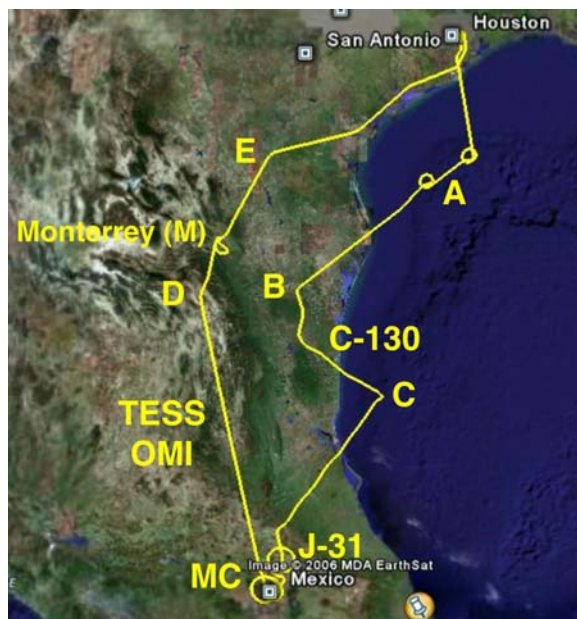 Houston
San Antonio
E
A
Monterrey (M)
D
B
C-130
C
TESS
OMI
J-31
Image © 2006 MDA EarthSat
MC
Mexico